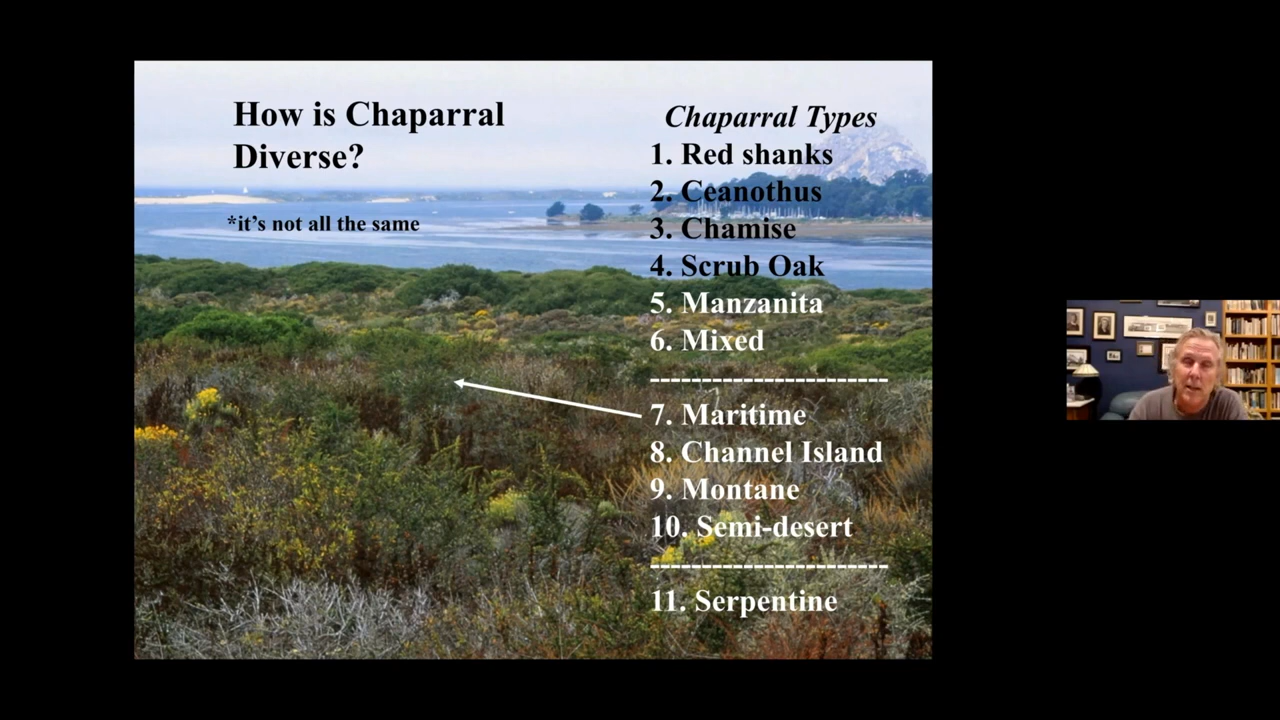 How is Chaparral
Diverse?
*it's not all the same
Chaparral Types
1. Red shanks
2. Ceanothus
3. Chamise
4. Scrub Oak
5. Manzanita
6. Mixed
-----------------------
7. Maritime
8. Channel Island
9. Montane
10. Semi-desert
-----------------------
11. Serpentine